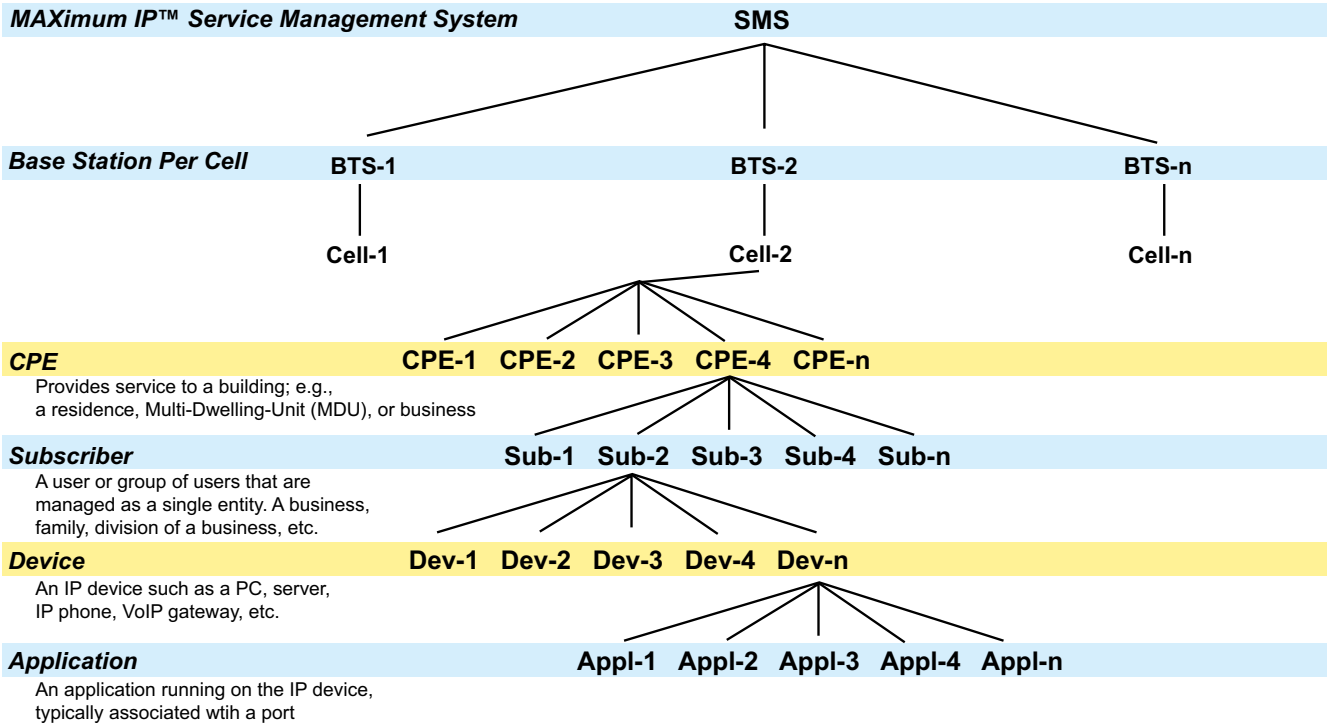 MAXimum IP™ Service Management System SMS
Base Station Per Cell BTS-1 BTS-2 BTS-n
Cell-1 Cell-2 Cell-n
CPE CPE-1 CPE-2 CPE-3 CPE-4 CPE-n
Provides service to a building; e.g.,
a residence, Multi-Dwelling-Unit (MDU), or business
Subscriber Sub-1 Sub-2 Sub-3 Sub-4 Sub-n
A user or group of users that are
managed as a single entity. A business,
family, division of a business, etc.
Device Dev-1 Dev-2 Dev-3 Dev-4 Dev-n
An IP device such as a PC, server,
IP phone, VoIP gateway, etc.
Application Appl-1 Appl-2 Appl-3 Appl-4 Appl-n
An application running on the IP device,
typically associated wtih a port